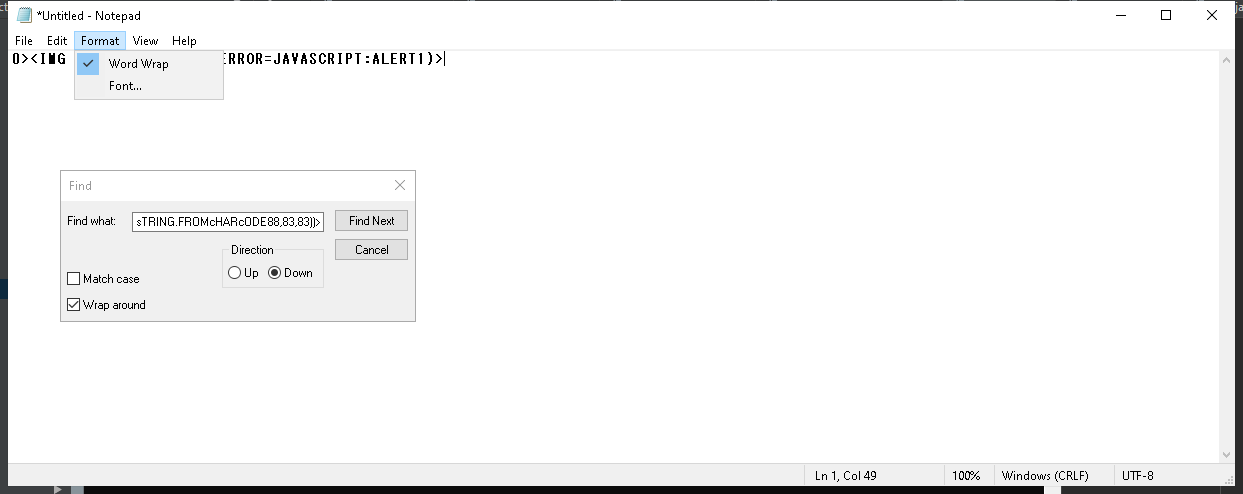 *Untitled - Notepad
File Edit Format View Help
0><IMG ERROR=JAVASCRIPT:ALERT1)>
Word Wrap
Font...
Find
Find what: sTRING.FROMcHARcODE88,83,83))> Find Next
Direction Cancel
Up Down
Match case
Wrap around
Ln 1, Col 49 100% Windows (CRLF) UTF-8